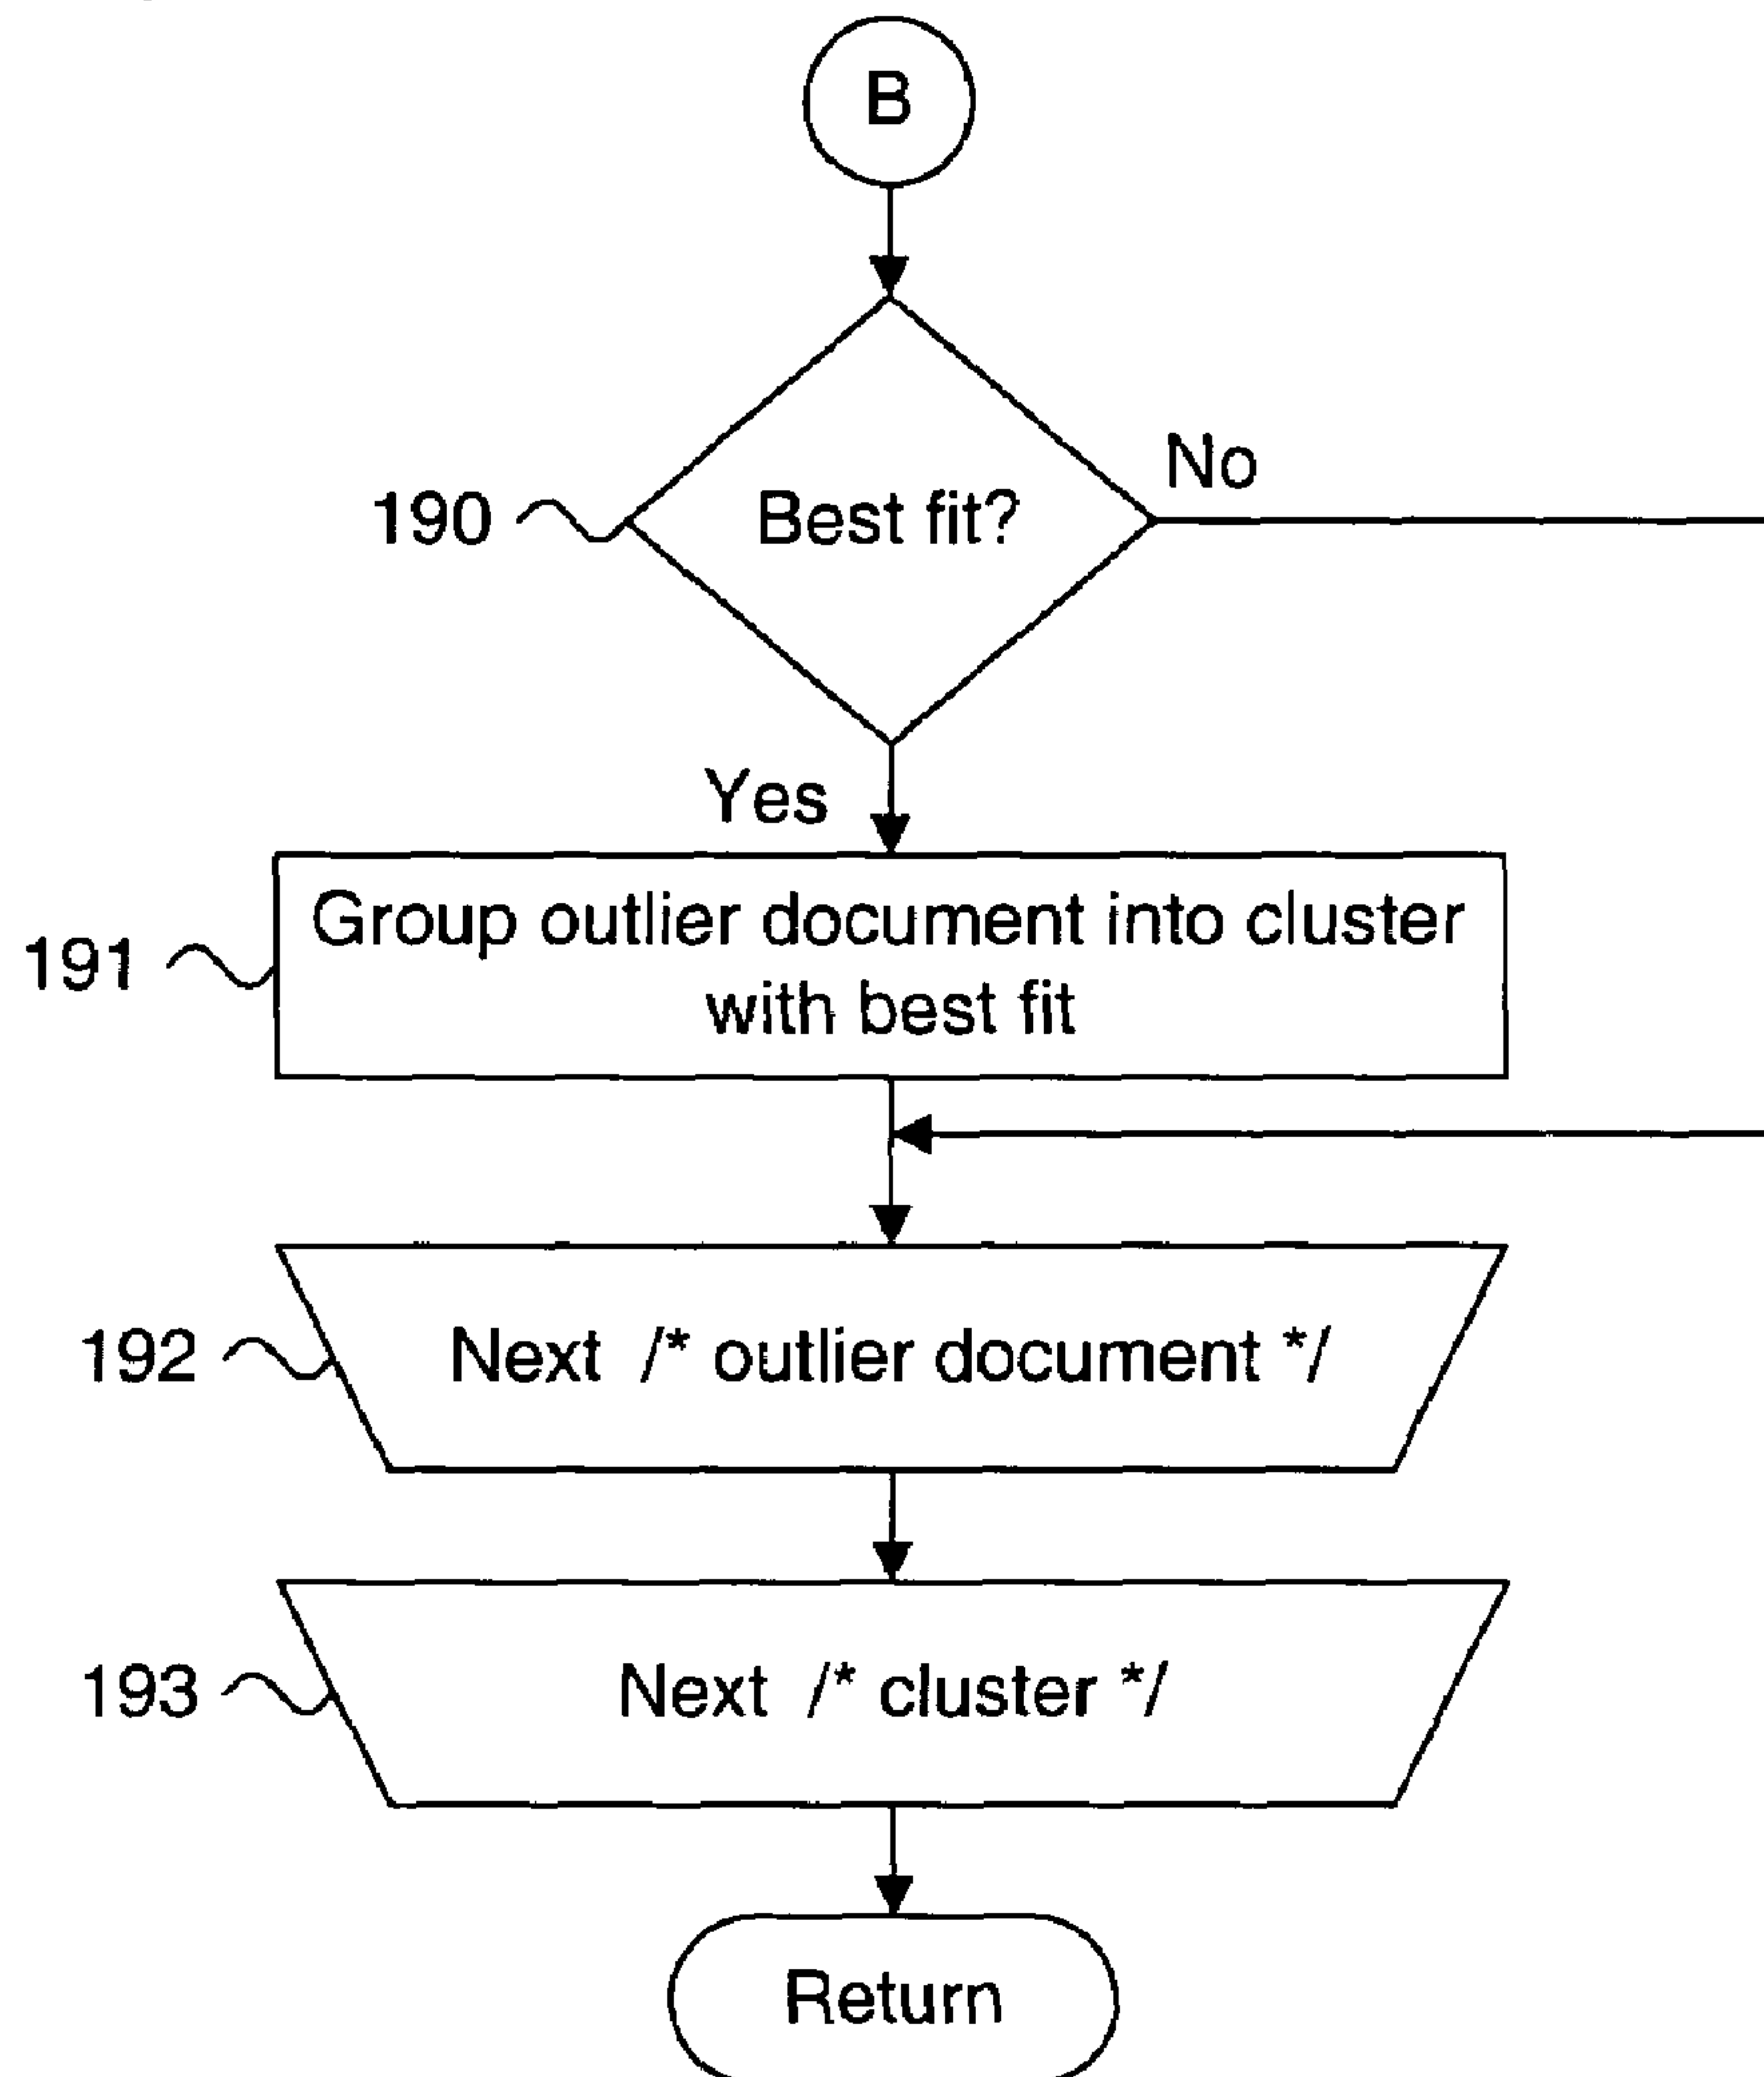 B
No
190
Best fit?
Yes
Group outlier document into cluster
191
with best fit
192
Next /* outlier document */
193
Next /* cluster */
Return